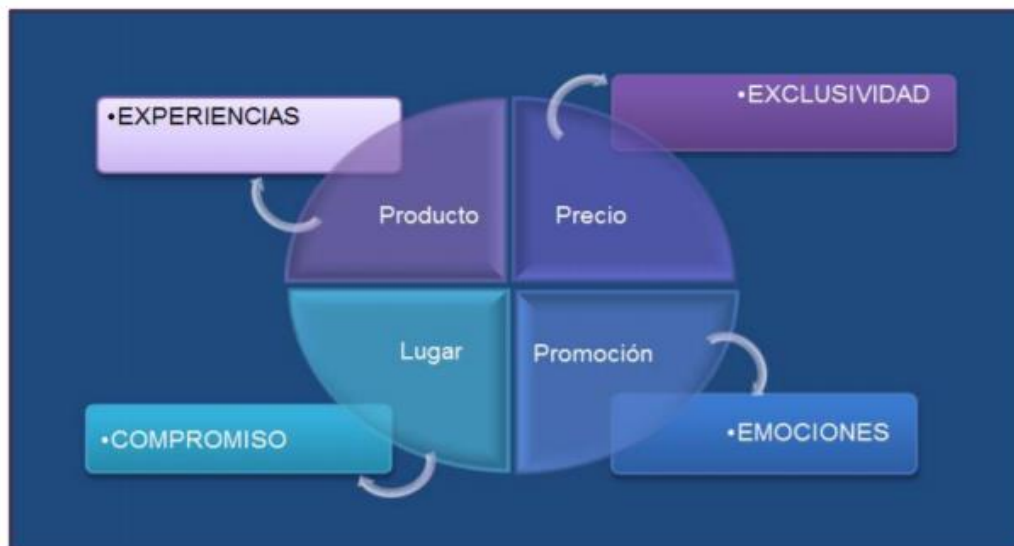 •EXPERIENCIAS
•EXCLUSIVIDAD
Producto
Precio
Lugar
Promoción
•COMPROMISO
•EMOCIONES